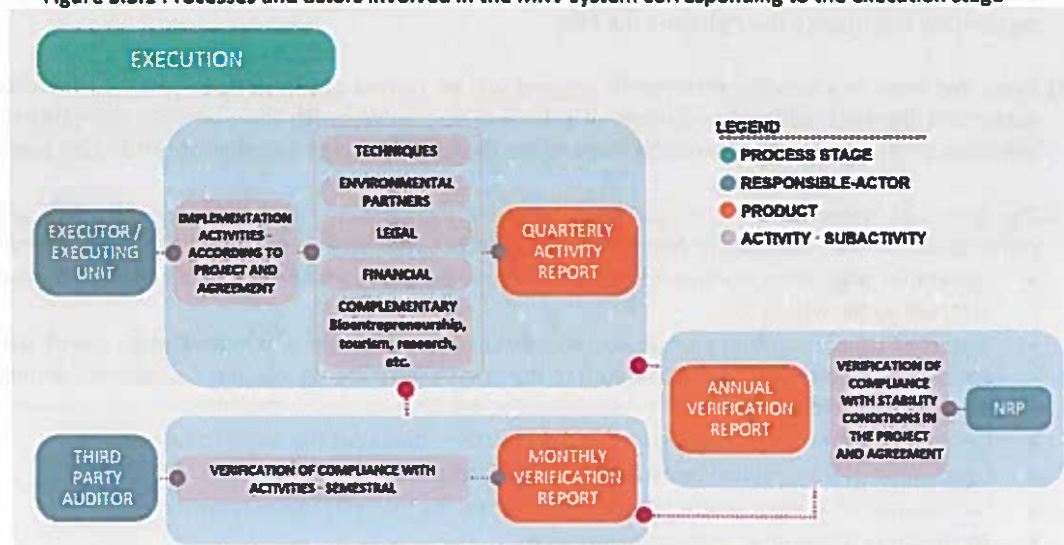 EXECUTION
LEGEND
PROCESS STAGE
RESPONSIBLE-ACTOR
PRODUCT
ACTIVITY - SUBACTIVITY
EXECUTOR /
EXECUTING
UNIT
IMPLEMENTATION
ACTIVITIES -
ACCORDING TO
PROJECT AND
AGREEMENT
TECHNIQUES
ENVIRONMENTAL
PARTNERS
LEGAL
FINANCIAL
COMPLEMENTARY
Bioentrepreneurship,
tourism, research,
etc.
QUARTERLY
ACTIVITY
REPORT
ANNUAL
VERIFICATION
REPORT
VERIFICATION OF
COMPLIANCE
WITH STABILITY
CONDITIONS IN
THE PROJECT
AND AGREEMENT
NRP
THIRD
PARTY
AUDITOR
VERIFICATION OF COMPLIANCE WITH
ACTIVITIES - SEMESTRAL
MONTHLY
VERIFICATION
REPORT